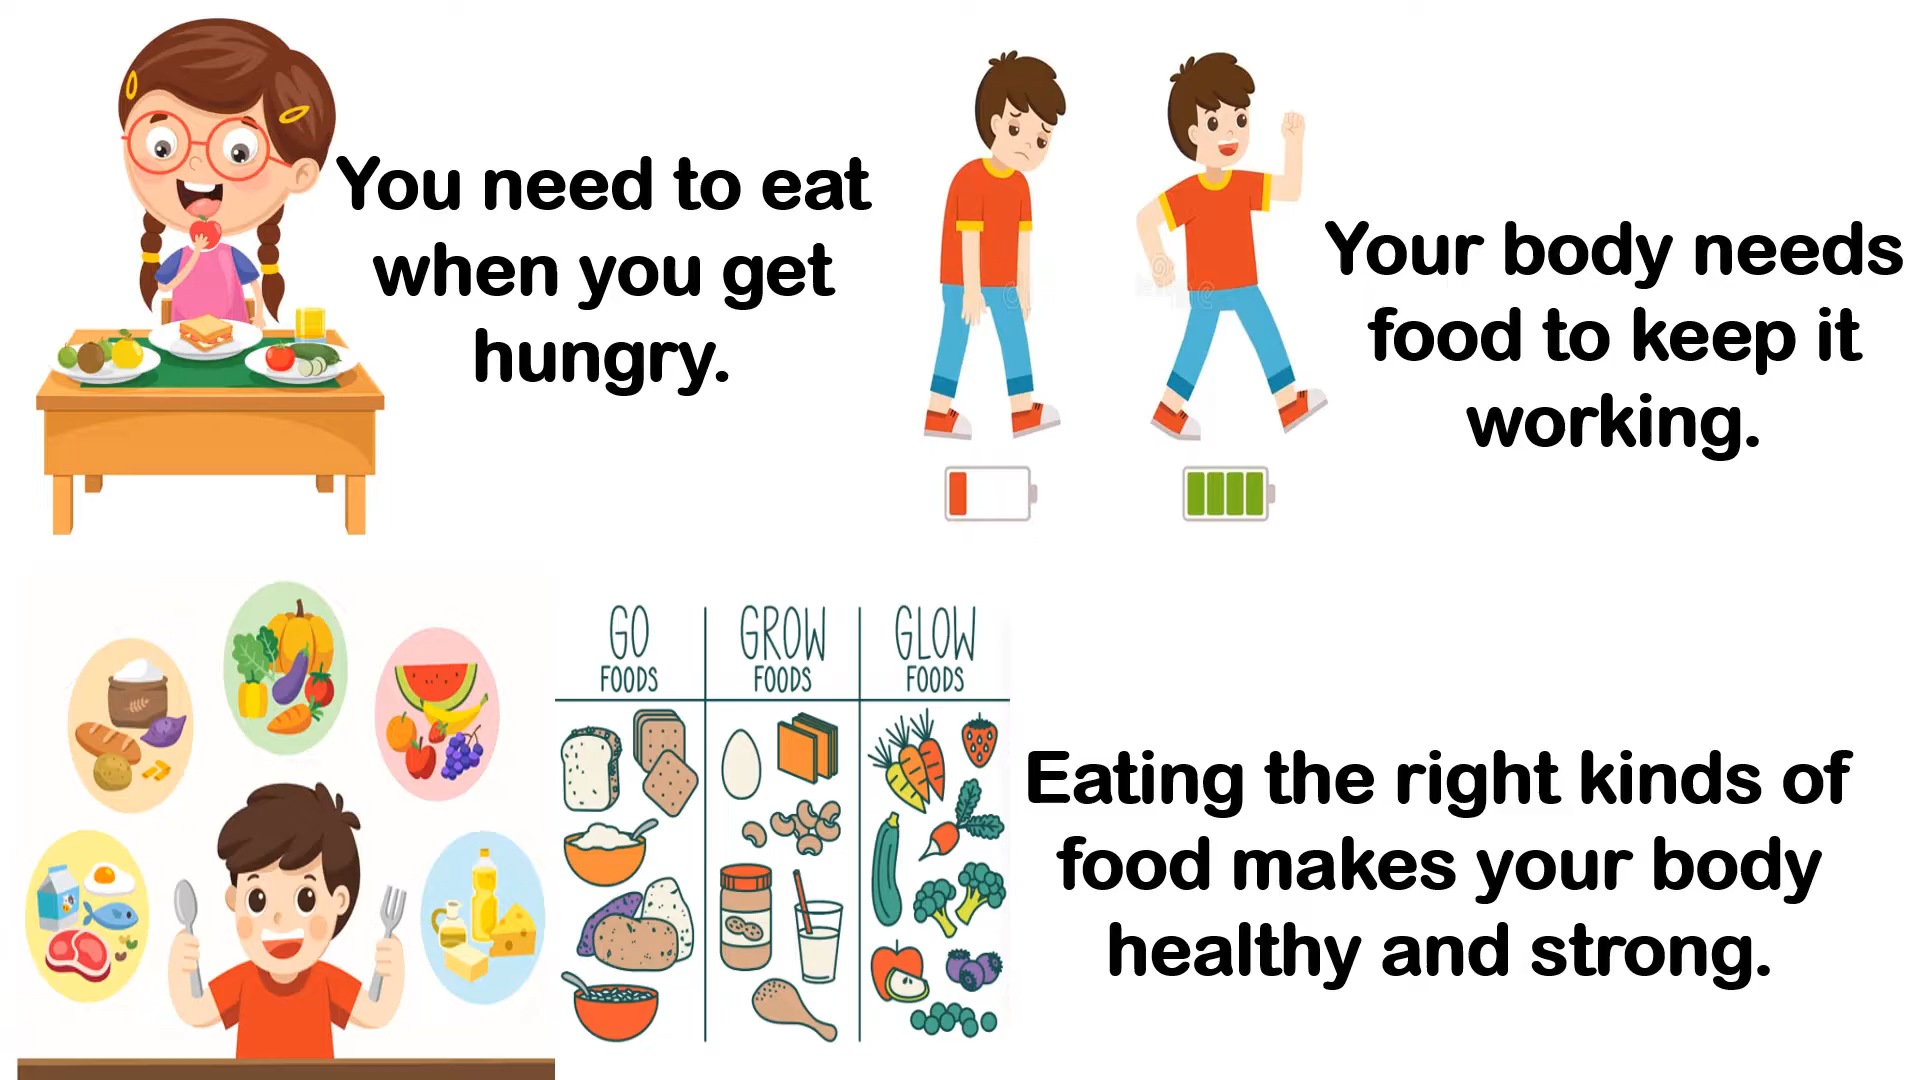 You need to eat
when you get
hungry.
Your body needs
food to keep it
working.
GO
FOODS
GROW
FOODS
GLOW
FOODS
Eating the right kinds of
food makes your body
healthy and strong.